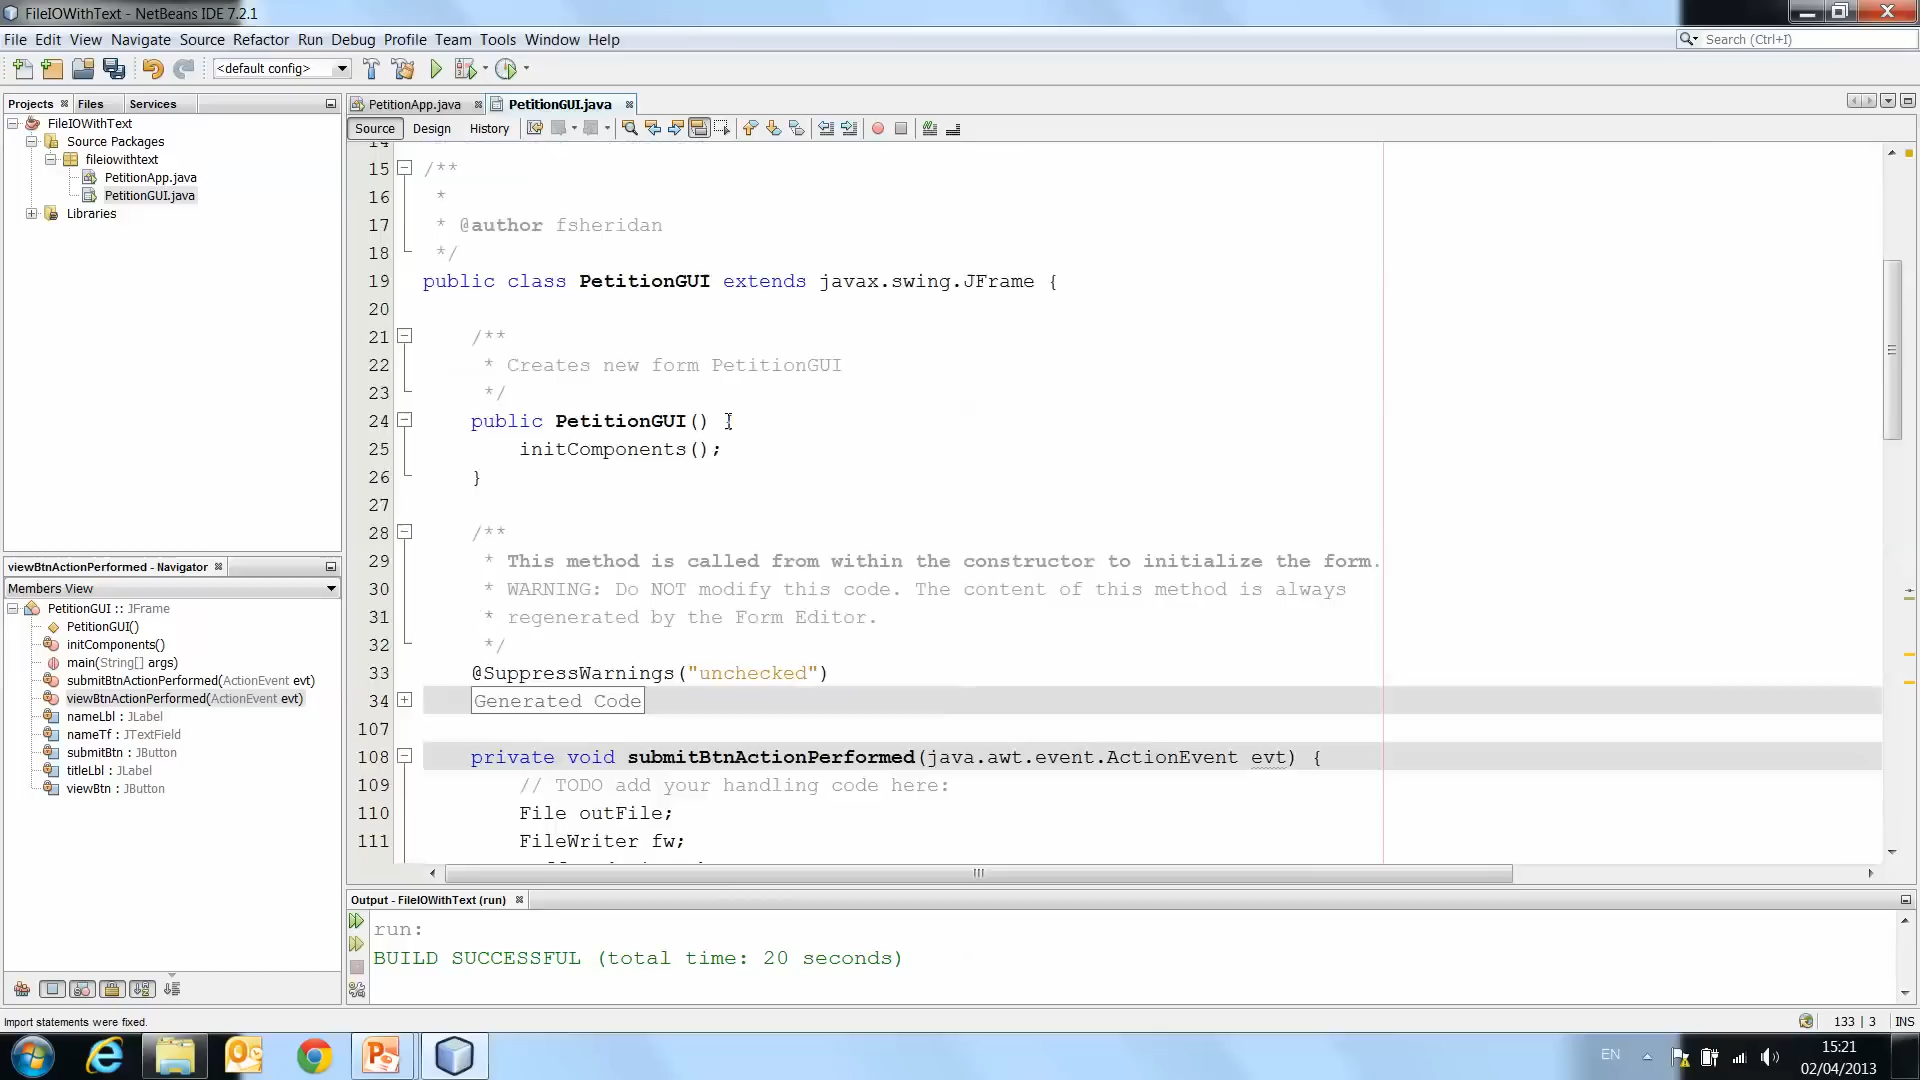 FileIOWithText - NetBeans IDE 7.2.1
File Edit View Navigate Source Refactor Run Debug Profile Team Tools Window Help
Search (Ctrl+I)
<default config>
Projects Files Services
PetitionApp.java PetitionGUI.java
FileIOWithText
Source Packages
fileiowithtext
PetitionApp.java
PetitionGUI.java
Libraries
Source Design History
14
15 /**
16 *
17 * @author fsheridan
18 */
19 public class PetitionGUI extends javax.swing.JFrame {
20
21 /**
22 * Creates new form PetitionGUI
23 */
24 public PetitionGUI() {
25 initComponents();
26 }
27
28 /**
29 * This method is called from within the constructor to initialize the form.
30 * WARNING: Do NOT modify this code. The content of this method is always
31 * regenerated by the Form Editor.
32 */
33 @SuppressWarnings("unchecked")
34 Generated Code
107
108 private void submitBtnActionPerformed(java.awt.event.ActionEvent evt) {
109 // TODO add your handling code here:
110 File outFile;
111 FileWriter fw;
viewBtnActionPerformed - Navigator
Members View
PetitionGUI :: JFrame
PetitionGUI()
initComponents()
main(String[] args)
submitBtnActionPerformed(ActionEvent evt)
viewBtnActionPerformed(ActionEvent evt)
nameLbl : JLabel
nameTf : JTextField
submitBtn : JButton
titleLbl : JLabel
viewBtn : JButton
Output - FileIOWithText (run)
run:
BUILD SUCCESSFUL (total time: 20 seconds)
Import statements were fixed.
133 | 3 INS
EN
15:21
02/04/2013